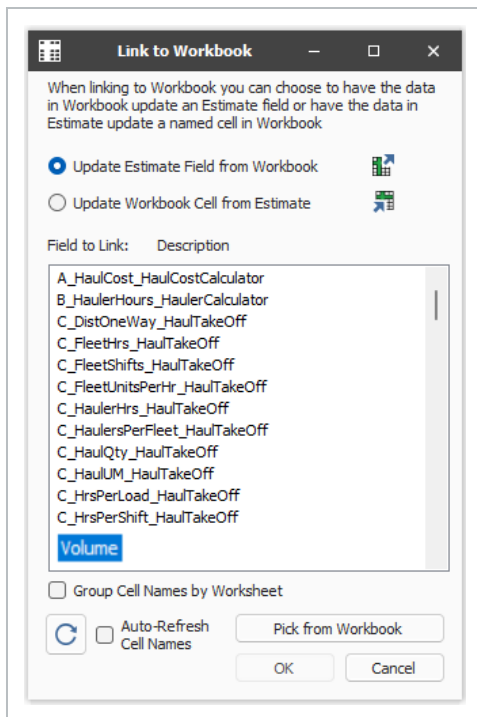 Link to Workbook
When linking to Workbook you can choose to have the data
in Workbook update an Estimate field or have the data in
Estimate update a named cell in Workbook
Update Estimate Field from Workbook
Update Workbook Cell from Estimate
Field to Link: Description
A_HaulCost_HaulCostCalculator
B_HaulerHours_HaulerCalculator
C_DistOneWay_HaulTakeOff
C_FleetHrs_HaulTakeOff
C_FleetShifts_HaulTakeOff
C_FleetUnitsPerHr_HaulTakeOff
C_HaulerHrs_HaulTakeOff
C_HaulersPerFleet_HaulTakeOff
C_HaulQty_HaulTakeOff
C_HaulUM_HaulTakeOff
C_HrsPerLoad_HaulTakeOff
C_HrsPerShift_HaulTakeOff
Volume
Group Cell Names by Worksheet
Auto-Refresh
Cell Names
Pick from Workbook
OK
Cancel